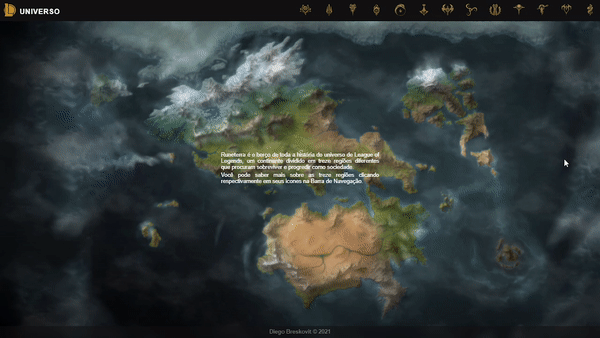 UNIVERSO
Runeterra é o berço de toda a história do universo de League of
Legends, um continente dividido em treze regiões diferentes
que procuram sobreviver e progredir como sociedade.
Você pode saber mais sobre as treze regiões clicando
respectivamente em seus ícones na Barra de Navegação.
Diego Breskovit © 2021